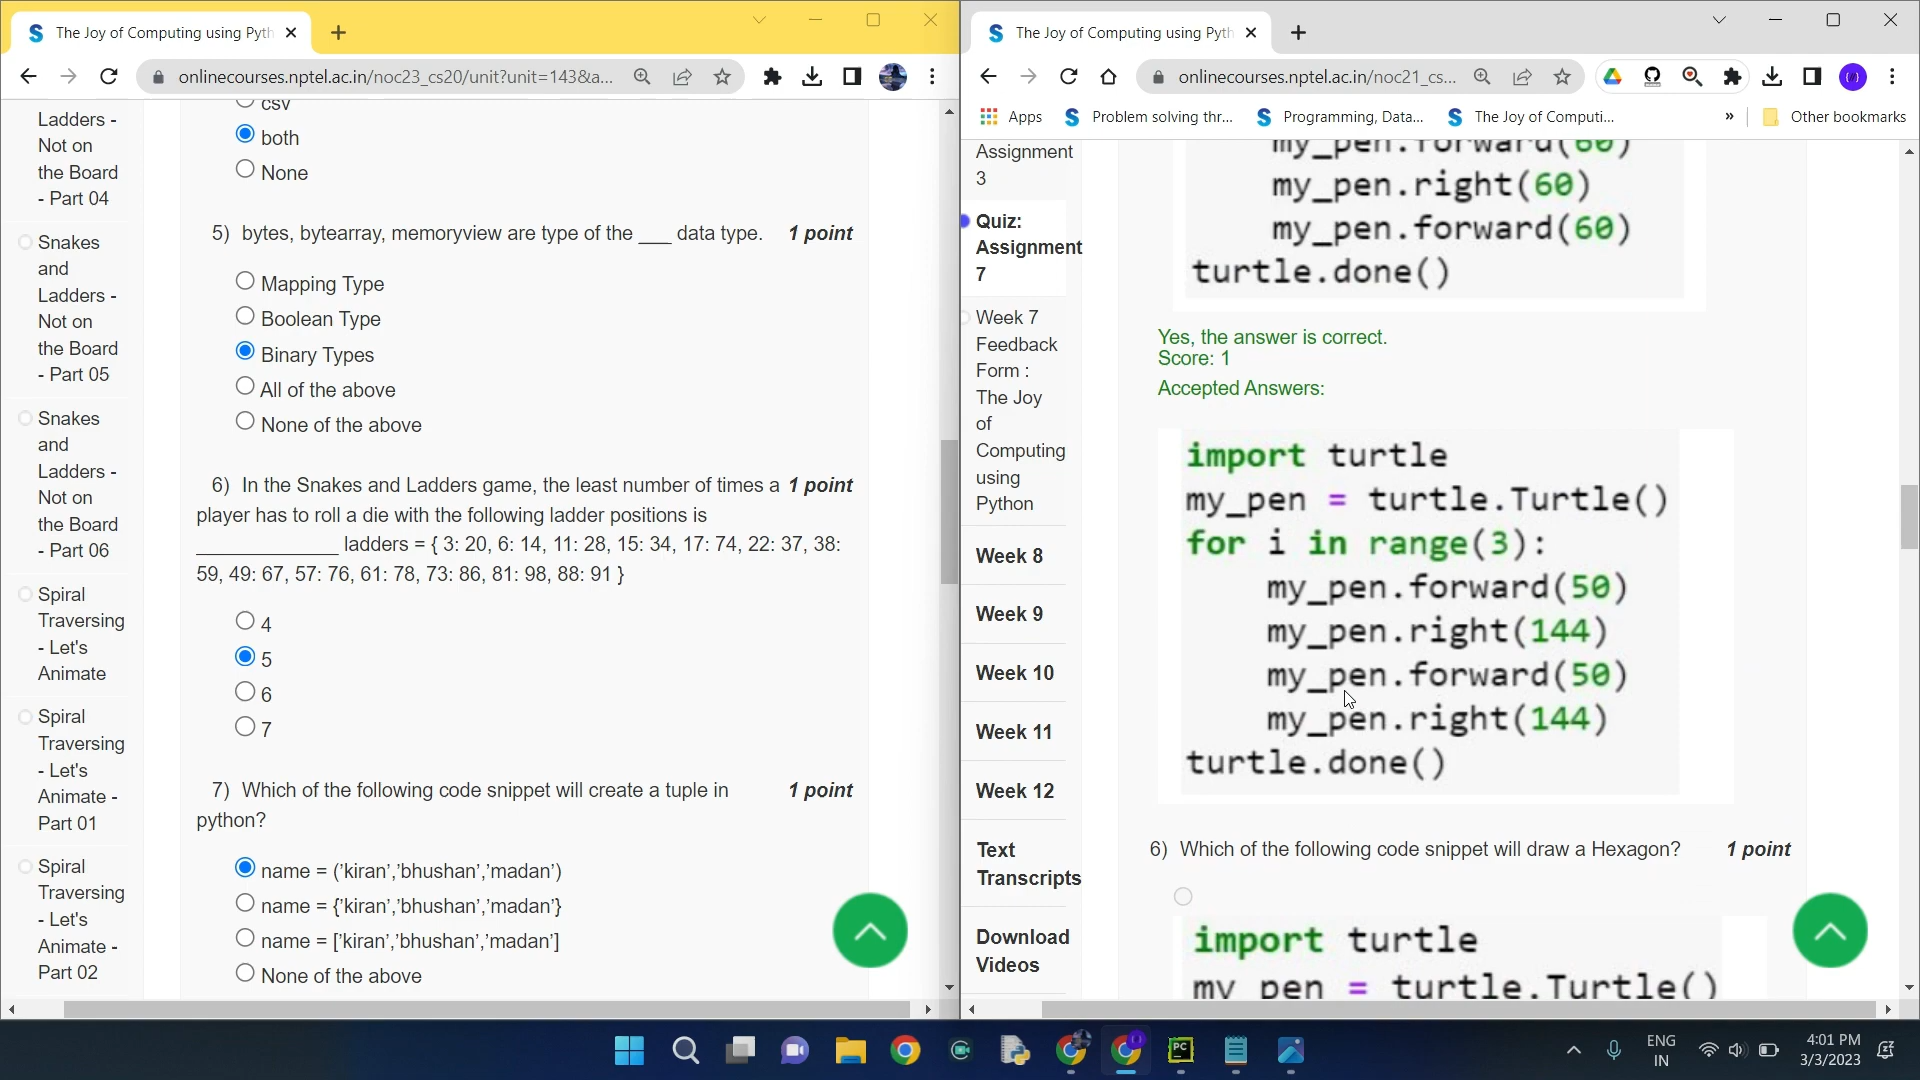 The Joy of Computing using Pyth
onlinecourses.nptel.ac.in/noc23_cs20/unit?unit=143&a...
Ladders -
Not on
the Board
- Part 04
Snakes
and
Ladders -
Not on
the Board
- Part 05
Snakes
and
Ladders -
Not on
the Board
- Part 06
Spiral
Traversing
- Let's
Animate
Spiral
Traversing
- Let's
Animate -
Part 01
Spiral
Traversing
- Let's
Animate -
Part 02
csv
both
None
5) bytes, bytearray, memoryview are type of the ___ data type. 1 point
Mapping Type
Boolean Type
Binary Types
All of the above
None of the above
6) In the Snakes and Ladders game, the least number of times a 1 point
player has to roll a die with the following ladder positions is
______________ ladders = { 3: 20, 6: 14, 11: 28, 15: 34, 17: 74, 22: 37, 38:
59, 49: 67, 57: 76, 61: 78, 73: 86, 81: 98, 88: 91 }
4
5
6
7
7) Which of the following code snippet will create a tuple in 1 point
python?
name = (’kiran’,’bhushan’,’madan’)
name = {’kiran’,’bhushan’,’madan’}
name = [’kiran’,’bhushan’,’madan’]
None of the above
The Joy of Computing using Pyth
onlinecourses.nptel.ac.in/noc21_cs...
Apps Problem solving thr... Programming, Data... The Joy of Computi... » Other bookmarks
Assignment
3
Quiz:
Assignment
7
Week 7
Feedback
Form :
The Joy
of
Computing
using
Python
Week 8
Week 9
Week 10
Week 11
Week 12
Text
Transcripts
Download
Videos
my_pen.forward(60)
my_pen.right(60)
my_pen.forward(60)
turtle.done()
Yes, the answer is correct.
Score: 1
Accepted Answers:
import turtle
my_pen = turtle.Turtle()
for i in range(3):
my_pen.forward(50)
my_pen.right(144)
my_pen.forward(50)
my_pen.right(144)
turtle.done()
6) Which of the following code snippet will draw a Hexagon? 1 point
import turtle
my_pen = turtle.Turtle()
PC
ENG
IN
4:01 PM
3/3/2023